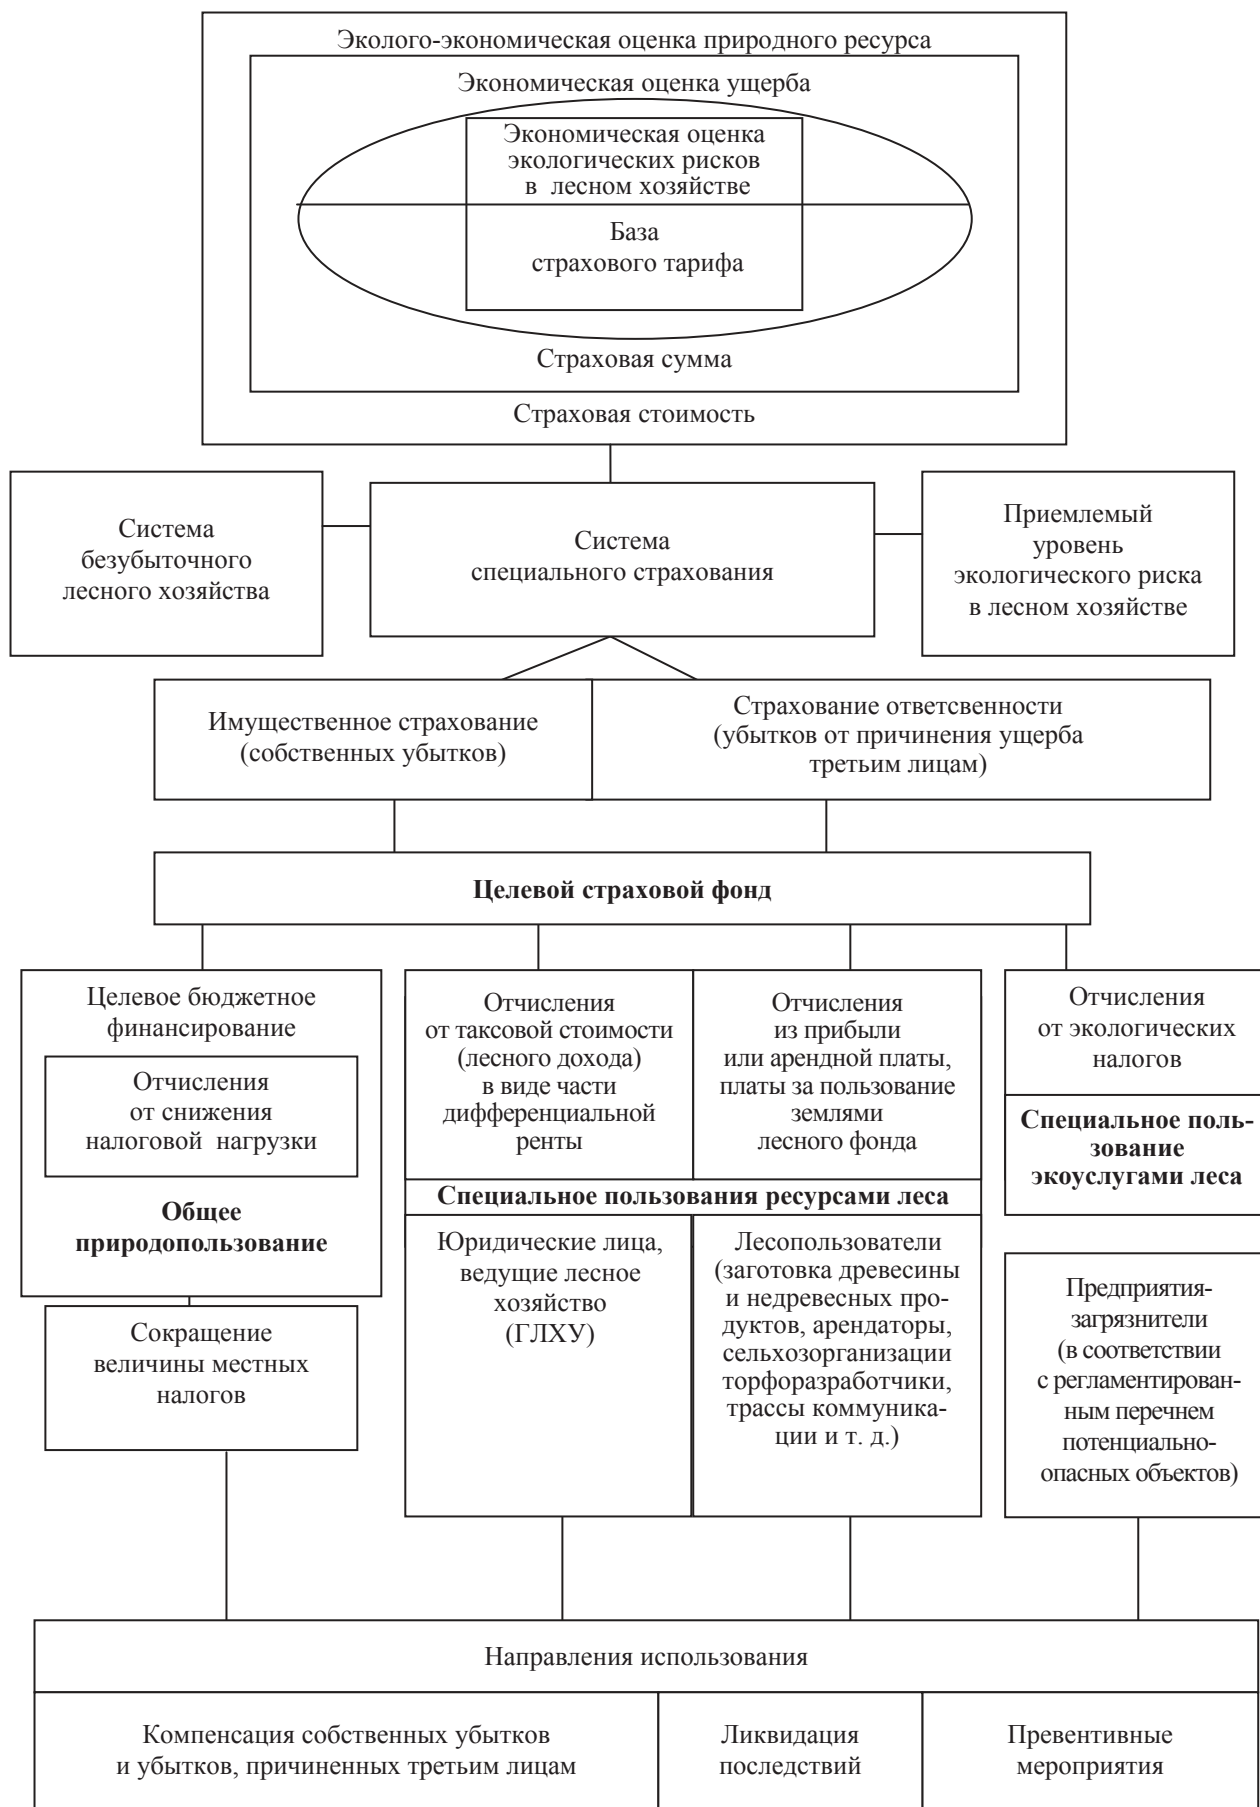 Эколого-экономическая оценка природного ресурса
Экономическая оценка ущерба
Экономическая оценка
экологических рисков
в лесном хозяйстве
База
страхового тарифа
Страховая сумма
Страховая стоимость
Система
безубыточного
лесного хозяйства
Система
специального страхования
Приемлемый
уровень
экологического риска
в лесном хозяйстве
Имущественное страхование
(собственных убытков)
Страхование ответсвенности
(убытков от причинения ущерба
третьим лицам)
Целевой страховой фонд
Целевое бюджетное
финансирование
Отчисления
от снижения
налоговой нагрузки
Общее
природопользование
Сокращение
величины местных
налогов
Отчисления
от таксовой стоимости
(лесного дохода)
в виде части
дифференциальной
ренты
Отчисления
из прибыли
или арендной платы,
платы за пользование
землями
лесного фонда
Специальное пользования ресурсами леса
Юридические лица,
ведущие лесное
хозяйство
(ГЛХУ)
Лесопользователи
(заготовка древесины
и недревесных про-
дуктов, арендаторы,
сельхозорганизации
торфоразработчики,
трассы коммуника-
ции и т. д.)
Отчисления
от экологических
налогов
Специальное поль-
зование
экоуслугами леса
Предприятия-
загрязнители
(в соответствии
с регламентирован-
ным перечнем
потенциально-
опасных объектов)
Направления использования
Компенсация собственных убытков
и убытков, причиненных третьим лицам
Ликвидация
последствий
Превентивные
мероприятия